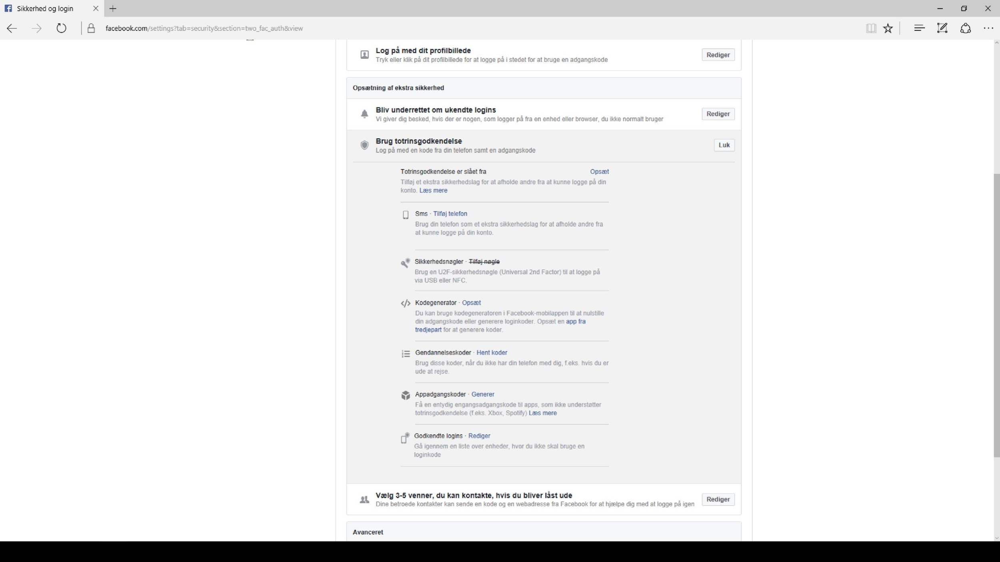 Sikkerhed og login
facebook.com/settings?tab=security&section=two_fac_auth&view
Log på med dit profilbillede
Tryk eller klik på dit profilbillede for at logge på i stedet for at bruge en adgangskode
Rediger
Opsætning af ekstra sikkerhed
Bliv underrettet om ukendte logins
Vi giver dig besked, hvis der er nogen, som logger på fra en enhed eller browser, du ikke normalt bruger
Rediger
Brug totrinsgodkendelse
Log på med en kode fra din telefon samt en adgangskode
Luk
Totrinsgodkendelse er slået fra Opsæt
Tilføj et ekstra sikkerhedslag for at afholde andre fra at kunne logge på din
konto. Læs mere
Sms · Tilføj telefon
Brug din telefon som et ekstra sikkerhedslag for at afholde andre fra
at kunne logge på din konto.
Sikkerhedsnøgler · Tilføj nøgle
Brug en U2F-sikkerhedsnøgle (Universal 2nd Factor) til at logge på
via USB eller NFC.
Kodegenerator · Opsæt
Du kan bruge kodegeneratoren i Facebook-mobilappen til at nulstille
din adgangskode eller generere loginkoder. Opsæt en app fra
tredjepart for at generere koder.
Gendannelseskoder · Hent koder
Brug disse koder, når du ikke har din telefon med dig, f.eks. hvis du er
ude at rejse.
Appadgangskoder · Generer
Få en entydig engangsadgangskode til apps, som ikke understøtter
totrinsgodkendelse (f.eks. Xbox, Spotify) Læs mere
Godkendte logins · Rediger
Gå igennem en liste over enheder, hvor du ikke skal bruge en
loginkode
Vælg 3-5 venner, du kan kontakte, hvis du bliver låst ude
Dine betroede kontakter kan sende en kode og en webadresse fra Facebook for at hjælpe dig med at logge på igen
Rediger
Avanceret